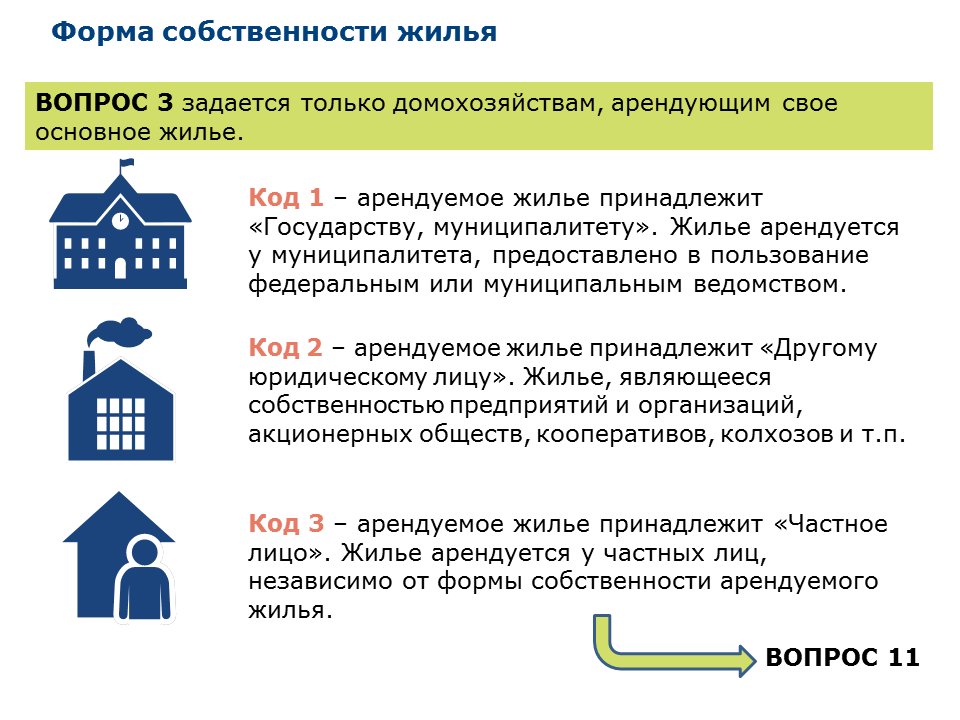 Форма собственности жилья
ВОПРОС 3 задается только домохозяйствам, арендующим свое
основное жилье.
Код 1 – арендуемое жилье принадлежит
«Государству, муниципалитету». Жилье арендуется
у муниципалитета, предоставлено в пользование
федеральным или муниципальным ведомством.
Код 2 – арендуемое жилье принадлежит «Другому
юридическому лицу». Жилье, являющееся
собственностью предприятий и организаций,
акционерных обществ, кооперативов, колхозов и т.п.
Код 3 – арендуемое жилье принадлежит «Частное
лицо». Жилье арендуется у частных лиц,
независимо от формы собственности арендуемого
жилья.
ВОПРОС 11